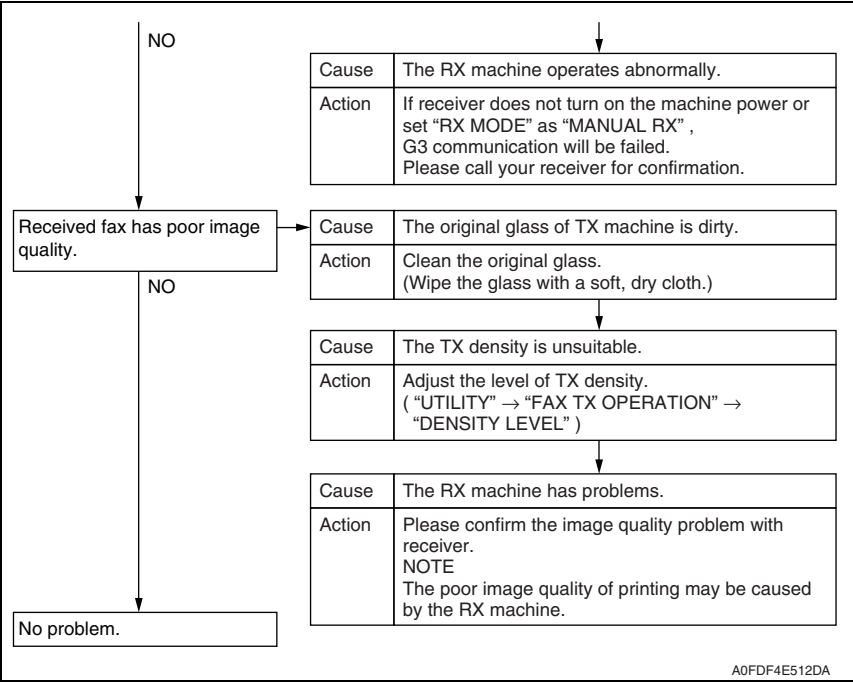 NO
Cause The RX machine operates abnormally.
Action If receiver does not turn on the machine power or
set “RX MODE” as “MANUAL RX” ,
G3 communication will be failed.
Please call your receiver for confirmation.
Received fax has poor image
quality.
Cause The original glass of TX machine is dirty.
Action Clean the original glass.
(Wipe the glass with a soft, dry cloth.)
NO
Cause The TX density is unsuitable.
Action Adjust the level of TX density.
( “UTILITY” → “FAX TX OPERATION” →
“DENSITY LEVEL” )
Cause The RX machine has problems.
Action Please confirm the image quality problem with
receiver.
NOTE
The poor image quality of printing may be caused
by the RX machine.
No problem.
A0FDF4E512DA